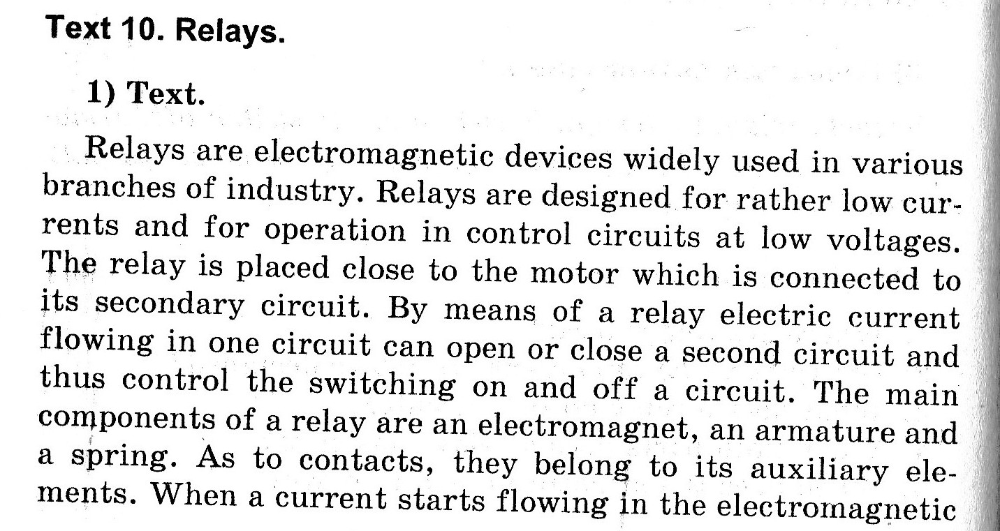 Text 10. Relays.
1) Text.
Relays are electromagnetic devices widely used in various
branches of industry. Relays are designed for rather low cur-
rents and for operation in control circuits at low voltages.
The relay is placed close to the motor which is connected to
its secondary circuit. By means of a relay electric current
flowing in one circuit can open or close a second circuit and
thus control the switching on and off a circuit. The main
components of a relay are an electromagnet, an armature and
a spring. As to contacts, they belong to its auxiliary ele-
ments. When a current starts flowing in the electromagnetic